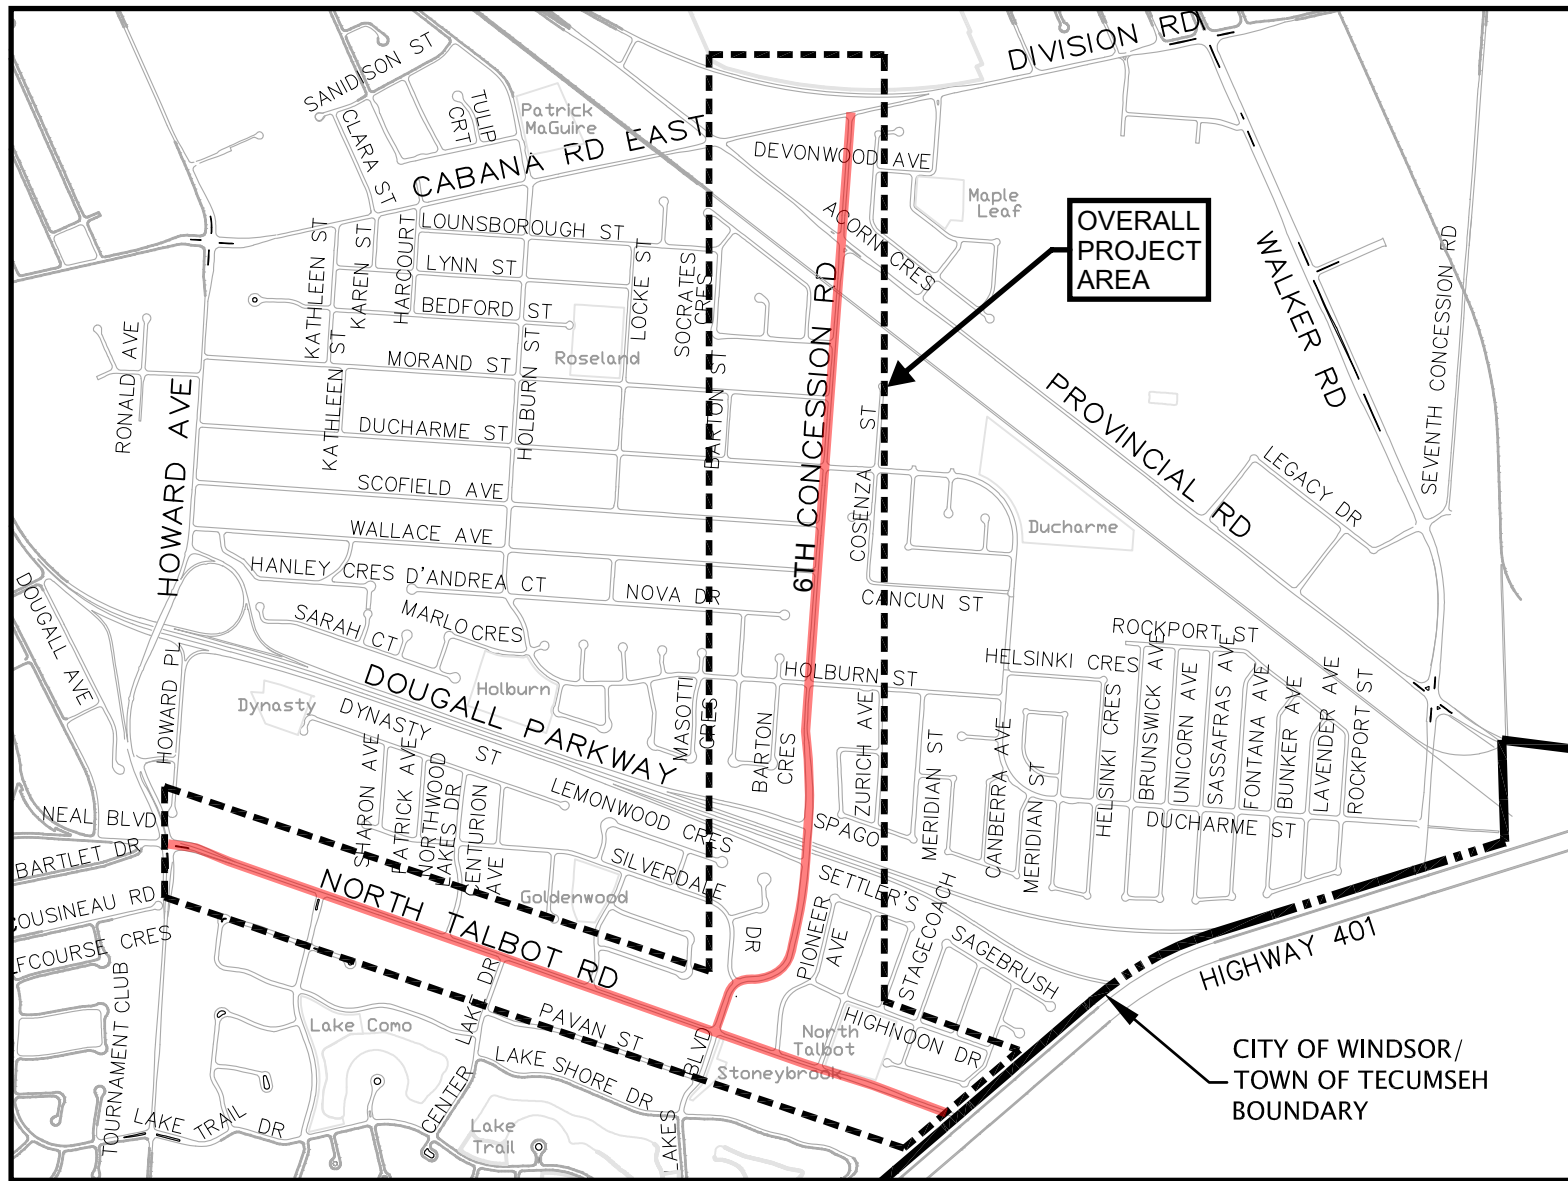 DIVISION RD
SANIDISON ST
TULIP
CRT
CLARA ST
Patrick
MaGuire
CABANA RD EAST
DEVONWOOD AVE
Maple
Leaf
OVERALL
PROJECT
AREA
ACORN CRES
LOUNSBOROUGH ST
LYNN ST
BEDFORD ST
KATHLEEN ST
KAREN ST
HARCOURT
LOCKE ST
SOCRATES
CRES
WALKER RD
SEVENTH CONCESSION RD
RONALD AVE
HOWARD AVE
KATHLEEN ST
MORAND ST
HOLBURN ST
Roseland
BARTON ST
6TH CONCESSION RD
COSENZA ST
PROVINCIAL RD
LEGACY DR
DUCHARME ST
SCOFIELD AVE
WALLACE AVE
Ducharme
HANLEY CRES
D'ANDREA CT
NOVA DR
CANCUN ST
DOUGALL AVE
SARAH CT
MARLO CRES
ROCKPORT ST
HOWARD PL
DOUGALL PARKWAY
Holburn
HOLBURN ST
HELSINKI CRES
Dynasty
DYNASTY ST
MASOTTI
CRES
BARTON
CRES
ZURICH AVE
MERIDIAN ST
CANBERRA AVE
MERIDIAN ST
HELSINKI CRES
BRUNSWICK AVE
UNICORN AVE
SASSAFRAS AVE
FONTANA AVE
BUNKER AVE
LAVENDER AVE
ROCKPORT ST
DUCHARME ST
NEAL BLVD
BARTLET DR
SHARON AVE
PATRICK AVE
NORTHWOOD
LAKES DR
ENTURION
AVE
LEMONWOOD CRES
SPAGO
SILVERDALE
DR
SETTLER'S
OUSINEAU RD
FCOURSE CRES
NORTH TALBOT RD
Goldenwood
PIONEER
AVE
STAGECOACH
SAGEBRUSH
HIGHWAY 401
TOURNAMENT CLUB
Lake Como
LAKE DR
CENTER
PAVAN ST
LAKE SHORE DR
BLVD
LAKES
North
Talbot
HIGHNOON DR
Stoneybrook
LAKE TRAIL DR
Lake
Trail
CITY OF WINDSOR/
TOWN OF TECUMSEH
BOUNDARY